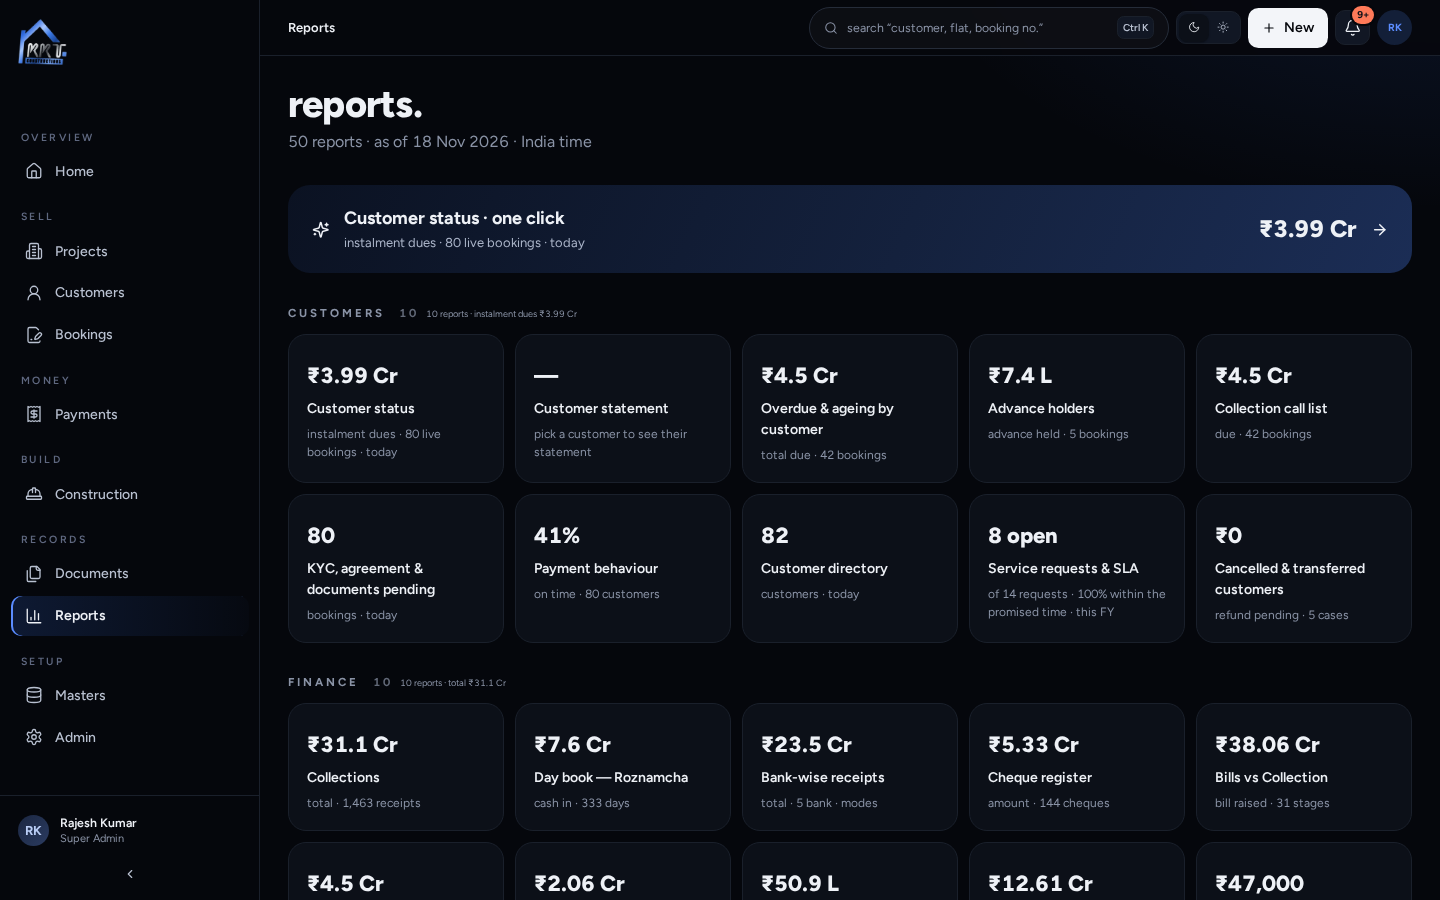 RKT
Reports
search “customer, flat, booking no.”
Ctrl K
New
9+
RK
OVERVIEW
Home
SELL
Projects
Customers
Bookings
MONEY
Payments
BUILD
Construction
RECORDS
Documents
Reports
SETUP
Masters
Admin
RK
Rajesh Kumar
Super Admin
reports.
50 reports · as of 18 Nov 2026 · India time
Customer status · one click
instalment dues · 80 live bookings · today
₹3.99 Cr
CUSTOMERS 10 10 reports · instalment dues ₹3.99 Cr
₹3.99 Cr
Customer status
instalment dues · 80 live
bookings · today
—
Customer statement
pick a customer to see their
statement
₹4.5 Cr
Overdue & ageing by
customer
total due · 42 bookings
₹7.4 L
Advance holders
advance held · 5 bookings
₹4.5 Cr
Collection call list
due · 42 bookings
80
KYC, agreement &
documents pending
bookings · today
41%
Payment behaviour
on time · 80 customers
82
Customer directory
customers · today
8 open
Service requests & SLA
of 14 requests · 100% within the
promised time · this FY
₹0
Cancelled & transferred
customers
refund pending · 5 cases
FINANCE 10 10 reports · total ₹31.1 Cr
₹31.1 Cr
Collections
total · 1,463 receipts
₹7.6 Cr
Day book — Roznamcha
cash in · 333 days
₹23.5 Cr
Bank-wise receipts
total · 5 bank · modes
₹5.33 Cr
Cheque register
amount · 144 cheques
₹38.06 Cr
Bills vs Collection
bill raised · 31 stages
₹4.5 Cr
₹2.06 Cr
₹50.9 L
₹12.61 Cr
₹47,000